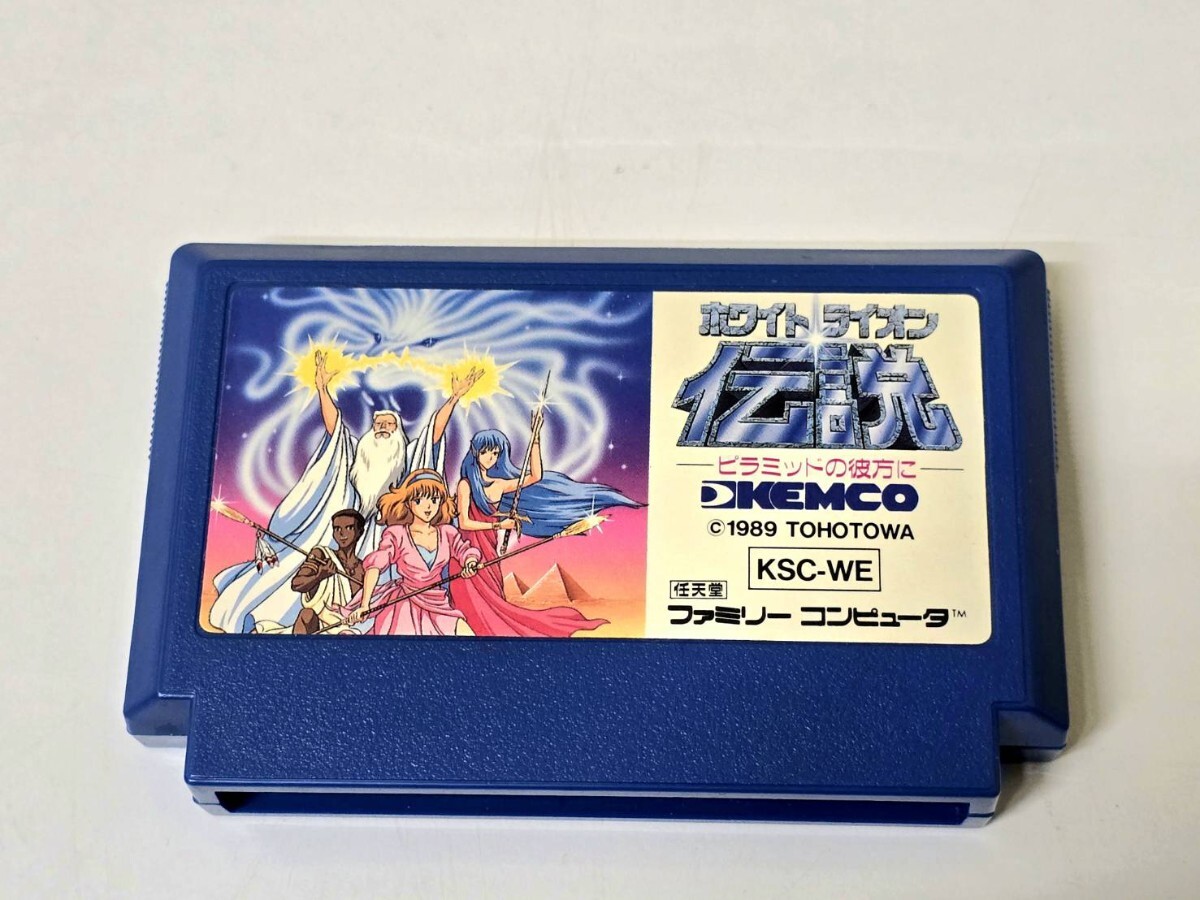 ホワイト ライオン
伝説
ピラミッドの彼方に
KEMCO
©1989 TOHOTOWA
KSC-WE
任天堂
ファミリー コンピュータ™